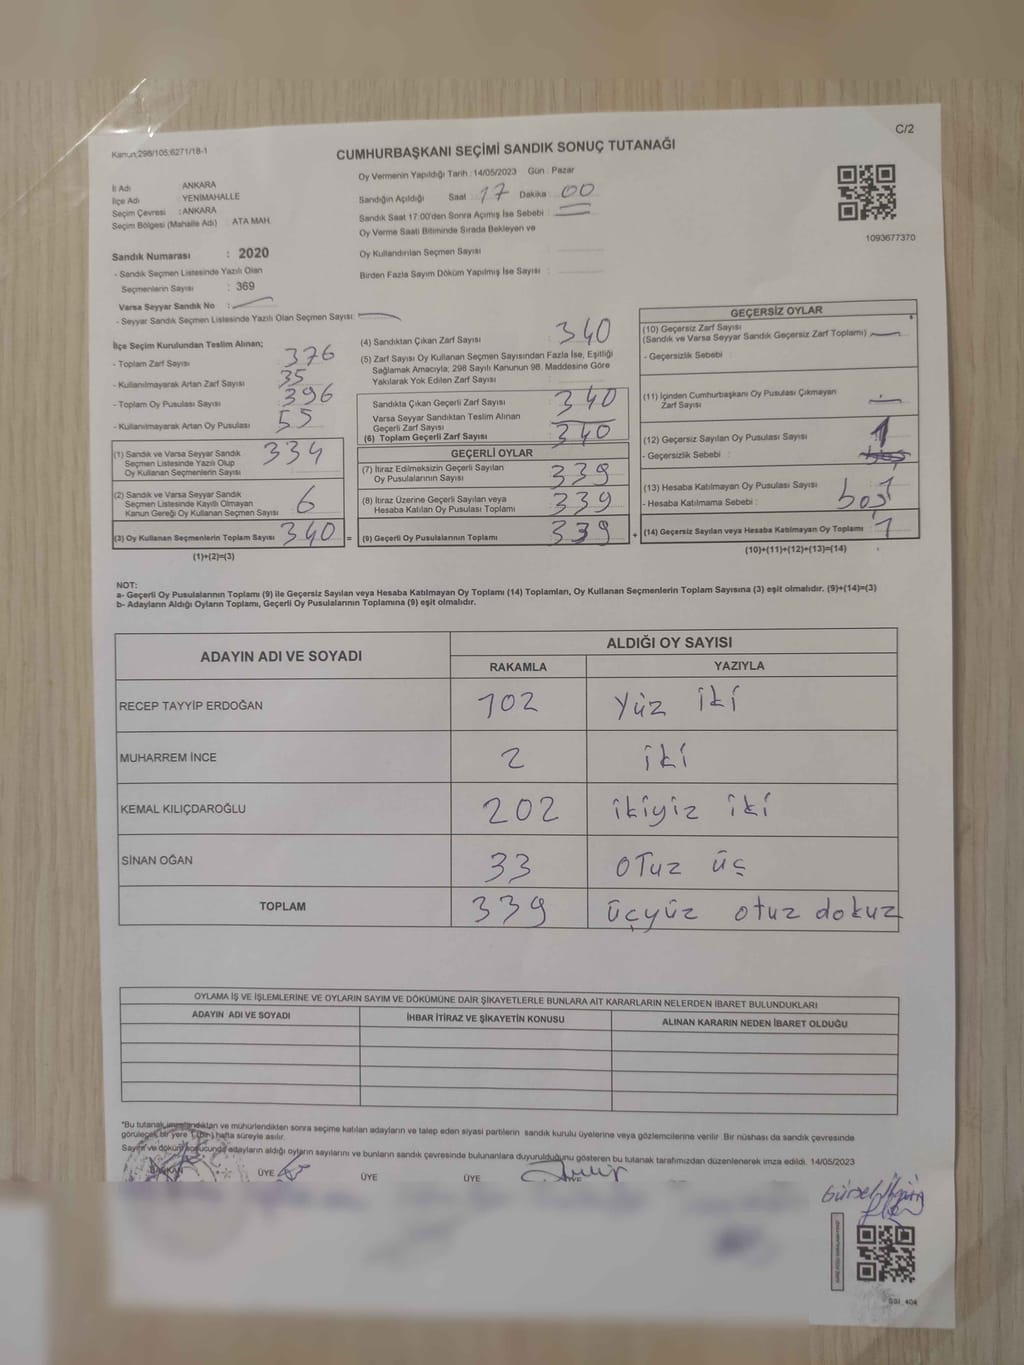 C/2
Kanun:298/105;6271/18-1
CUMHURBAŞKANI SEÇİMİ SANDIK SONUÇ TUTANAĞI
İl Adı ANKARA
İlçe Adı YENİMAHALLE
Seçim Çevresi : ANKARA
Seçim Bölgesi (Mahalle Adı) : ATA MAH.
Oy Vermenin Yapıldığı Tarih : 14/05/2023 Gün : Pazar
Sandığın Açıldığı Saat : 17 Dakika : 00
Sandık Saat 17:00'den Sonra Açımış İse Sebebi :
Oy Verme Saati Bitiminde Sırada Bekleyen ve
Oy Kullandırılan Seçmen Sayısı
Birden Fazla Sayım Döküm Yapılmış İse Sayısı :
1093677370
Sandık Numarası : 2020
- Sandık Seçmen Listesinde Yazılı Olan
Seçmenlerin Sayısı : 369
Varsa Seyyar Sandık No :
- Seyyar Sandık Seçmen Listesinde Yazılı Olan Seçmen Sayısı:
İlçe Seçim Kurulundan Teslim Alınan;
- Toplam Zarf Sayısı 376
- Kullanılmayarak Artan Zarf Sayısı 35
- Toplam Oy Pusulası Sayısı 396
- Kullanılmayarak Artan Oy Pusulası 55
(1) Sandık ve Varsa Seyyar Sandık
Seçmen Listesinde Yazılı Olup
Oy Kullanan Seçmenlerin Sayısı 334
(2) Sandık ve Varsa Seyyar Sandık
Seçmen Listesinde Kayıtlı Olmayan
Kanun Gereği Oy Kullanan Seçmen Sayısı 6
(3) Oy Kullanan Seçmenlerin Toplam Sayısı 340 =
(1)+(2)=(3)
(4) Sandıktan Çıkan Zarf Sayısı 340
(5) Zarf Sayısı Oy Kullanan Seçmen Sayısından Fazla İse, Eşitliği
Sağlamak Amacıyla; 298 Sayılı Kanunun 98. Maddesine Göre
Yakılarak Yok Edilen Zarf Sayısı
Sandıkta Çıkan Geçerli Zarf Sayısı 340
Varsa Seyyar Sandıktan Teslim Alınan
Geçerli Zarf Sayısı
(6) Toplam Geçerli Zarf Sayısı 340
GEÇERLİ OYLAR
(7) İtiraz Edilmeksizin Geçerli Sayılan
Oy Pusulalarının Sayısı 339
(8) İtiraz Üzerine Geçerli Sayılan veya
Hesaba Katılan Oy Pusulası Toplamı 339
(9) Geçerli Oy Pusulalarının Toplamı 339 +
GEÇERSİZ OYLAR
(10) Geçersiz Zarf Sayısı
(Sandık ve Varsa Seyyar Sandık Geçersiz Zarf Toplamı)
- Geçersizlik Sebebi :
(11) İçinden Cumhurbaşkanı Oy Pusulası Çıkmayan
Zarf Sayısı
(12) Geçersiz Sayılan Oy Pusulası Sayısı 1
- Geçersizlik Sebebi :
(13) Hesaba Katılmayan Oy Pusulası Sayısı 1
- Hesaba Katılmama Sebebi : boş
(14) Geçersiz Sayılan veya Hesaba Katılmayan Oy Toplamı 1
(10)+(11)+(12)+(13)=(14)
NOT:
a- Geçerli Oy Pusulalarının Toplamı (9) ile Geçersiz Sayılan veya Hesaba Katılmayan Oy Toplamı (14) Toplamları, Oy Kullanan Seçmenlerin Toplam Sayısına (3) eşit olmalıdır. (9)+(14)=(3)
b- Adayların Aldığı Oyların Toplamı, Geçerli Oy Pusulalarının Toplamına (9) eşit olmalıdır.
ADAYIN ADI VE SOYADI ALDIĞI OY SAYISI
RAKAMLA YAZIYLA
RECEP TAYYİP ERDOĞAN 102 Yüz iki
MUHARREM İNCE 2 iki
KEMAL KILIÇDAROĞLU 202 ikiyüz iki
SİNAN OĞAN 33 OTuz üç
TOPLAM 339 üçyüz otuz dokuz
OYLAMA İŞ VE İŞLEMLERİNE VE OYLARIN SAYIM VE DÖKÜMÜNE DAİR ŞİKAYETLERLE BUNLARA AİT KARARLARIN NELERDEN İBARET BULUNDUKLARI
ADAYIN ADI VE SOYADI İHBAR İTİRAZ VE ŞİKAYETİN KONUSU ALINAN KARARIN NEDEN İBARET OLDUĞU
"Bu tutanak imzalandıktan ve mühürlendikten sonra seçime katılan adayların ve talep eden siyasi partilerin sandık kurulu üyelerine veya gözlemcilerine verilir. Bir nüshası da sandık çevresinde
görülecek bir yere (bir) hafta süreyle asılır.
Sayım ve döküm sonucunda adayların aldığı oyların sayılarını ve bunların sandık çevresinde bulunanlara duyurulduğunu gösteren bu tutanak tarafımızdan düzenlenerek imza edildi. 14/05/2023
BAŞKAN ÜYE ÜYE ÜYE
Gürsel